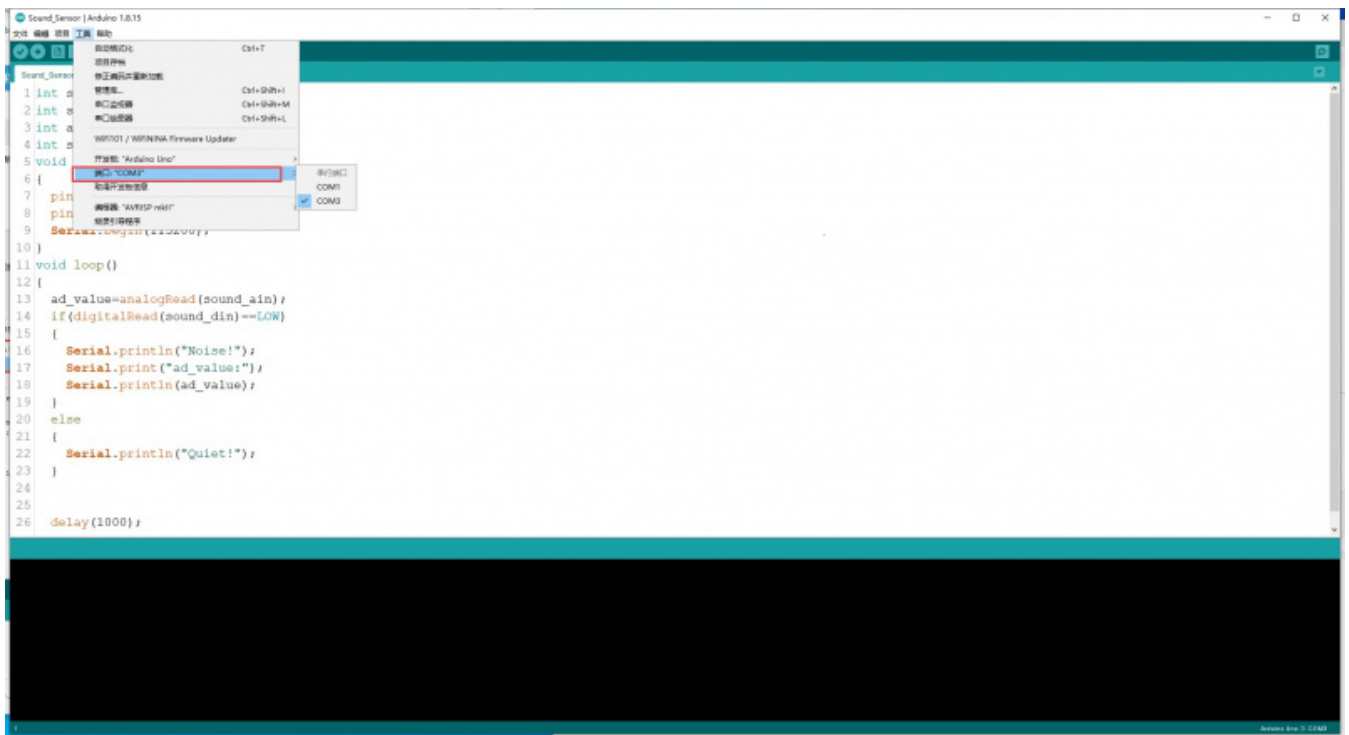 Sound_Sensor | Arduino 1.8.15
文件 编辑 项目 工具 帮助
自动格式化 Ctrl+T
项目存档
修正编码并重新加载
管理库... Ctrl+Shift+I
串口监视器 Ctrl+Shift+M
串口绘图器 Ctrl+Shift+L
WiFi101 / WiFiNINA Firmware Updater
开发板: "Arduino Uno"
端口: "COM3"
取得开发板信息
编程器: "AVRISP mkII"
烧录引导程序
串行端口
COM1
COM3
Sound_Senso
1 int s
2 int s
3 int a
4 int s
5 void
6 {
7 pin
8 pin
9 Serial.begin(115200);
10 }
11 void loop()
12 {
13 ad_value=analogRead(sound_ain);
14 if(digitalRead(sound_din)==LOW)
15 {
16 Serial.println("Noise!");
17 Serial.print("ad_value:");
18 Serial.println(ad_value);
19 }
20 else
21 {
22 Serial.println("Quiet!");
23 }
24
25
26 delay(1000);
1